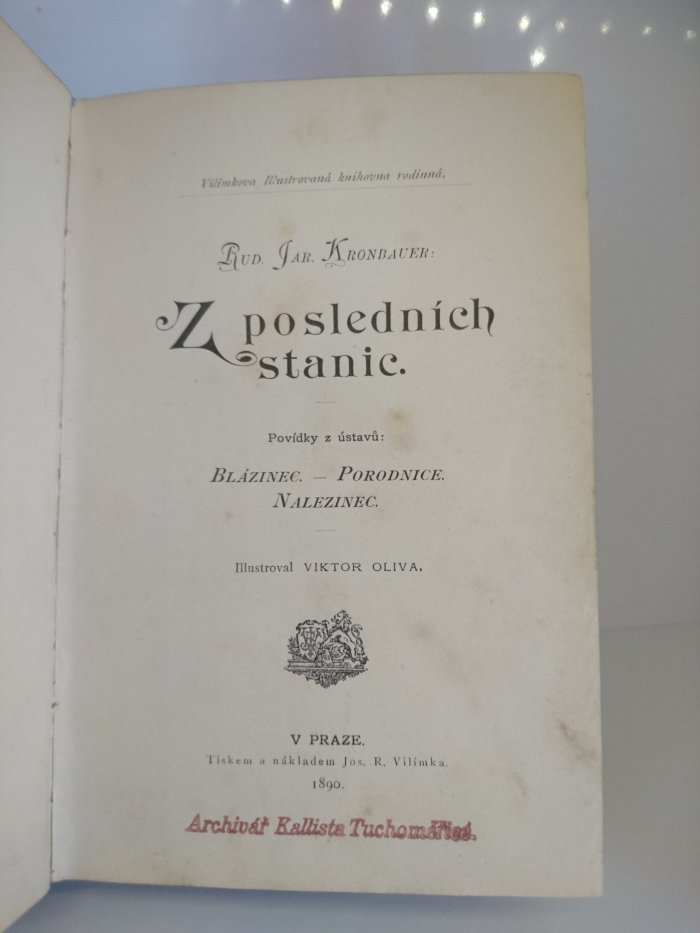 Vilímkova Illustrovaná knihovna rodinná.
Rud. Jar. Kronbauer:
Z posledních
stanic.
Povídky z ústavů:
Blázinec. — Porodnice.
Nalezinec.
Illustroval VIKTOR OLIVA.
V PRAZE.
Tiskem a nákladem Jos. R. Vilímka.
1890.
Archivář Kallista